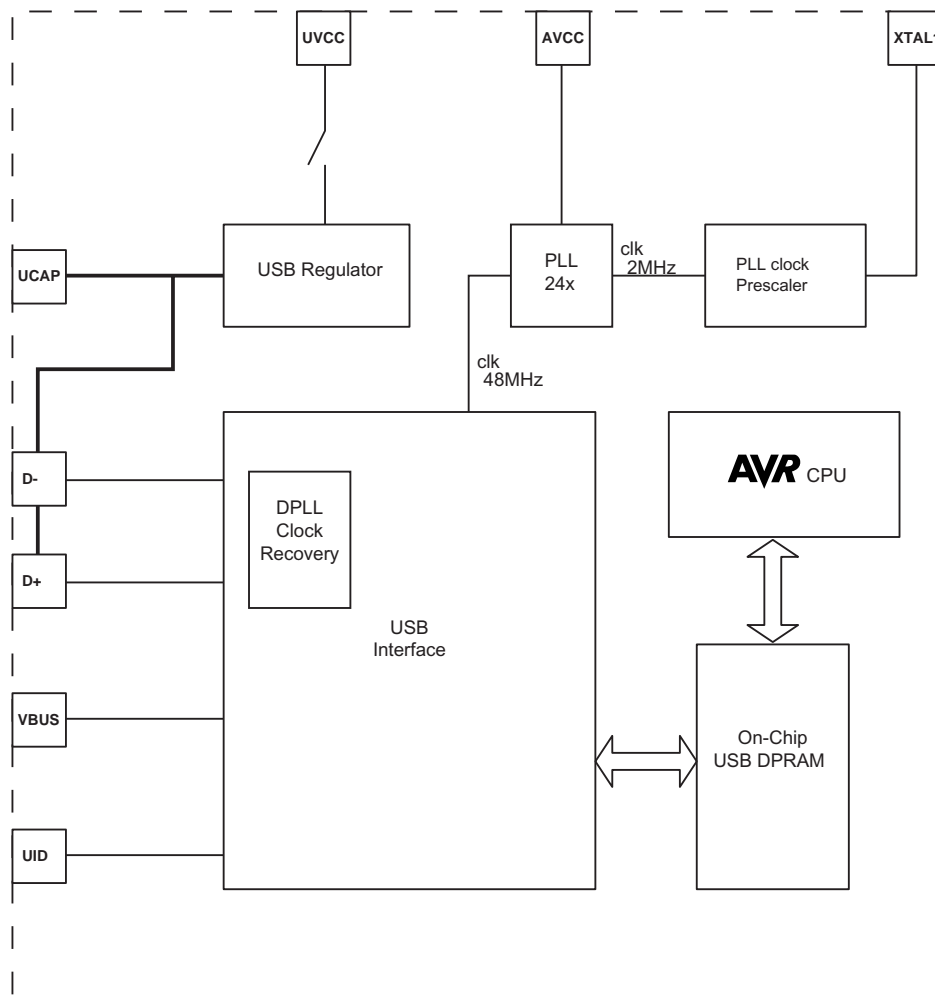 UVCC
AVCC
XTAL1
UCAP
USB Regulator
PLL
24x
clk
2MHz
PLL clock
Prescaler
clk
48MHz
D-
DPLL
Clock
Recovery
AVR CPU
D+
USB
Interface
VBUS
On-Chip
USB DPRAM
UID